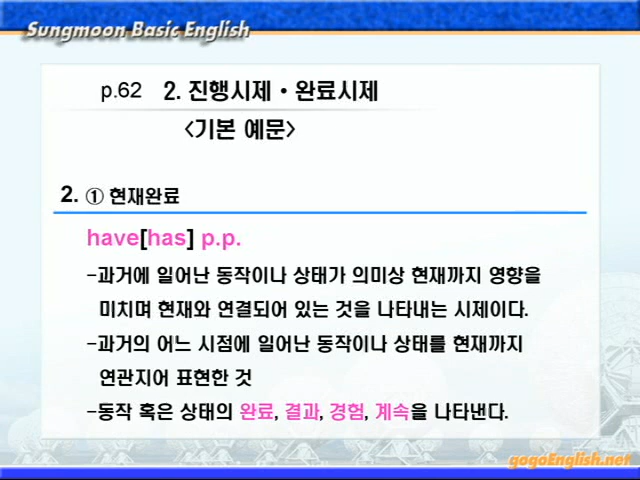 Sungmoon Basic English
p.62 2. 진행시제 · 완료시제
<기본 예문>
2. ① 현재완료
have[has] p.p.
-과거에 일어난 동작이나 상태가 의미상 현재까지 영향을
미치며 현재와 연결되어 있는 것을 나타내는 시제이다.
-과거의 어느 시점에 일어난 동작이나 상태를 현재까지
연관지어 표현한 것
-동작 혹은 상태의 완료, 결과, 경험, 계속을 나타낸다.
gogoEnglish.net